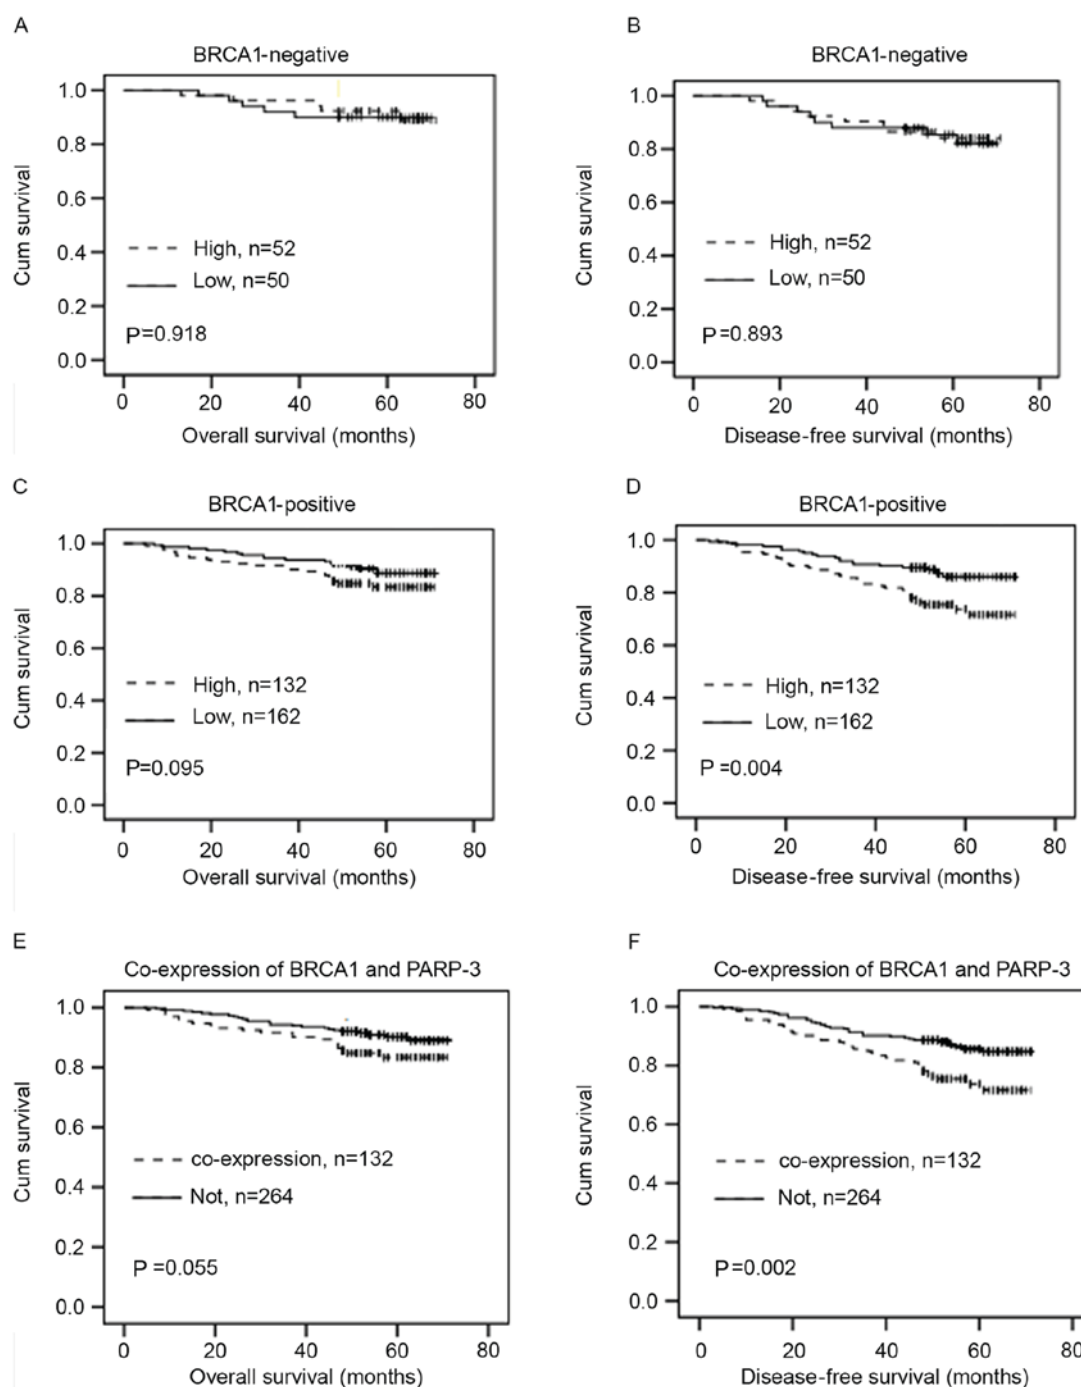 A
BRCA1-negative
Cum survival
1.0
0.8
0.6
0.4
0.2
0.0
High, n=52
Low, n=50
P=0.918
0 20 40 60 80
Overall survival (months)
B
BRCA1-negative
Cum survival
1.0
0.8
0.6
0.4
0.2
0.0
High, n=52
Low, n=50
P=0.893
0 20 40 60 80
Disease-free survival (months)
C
BRCA1-positive
Cum survival
1.0
0.8
0.6
0.4
0.2
0.0
High, n=132
Low, n=162
P=0.095
0 20 40 60 80
Overall survival (months)
D
BRCA1-positive
Cum survival
1.0
0.8
0.6
0.4
0.2
0.0
High, n=132
Low, n=162
P =0.004
0 20 40 60 80
Disease-free survival (months)
E
Co-expression of BRCA1 and PARP-3
Cum survival
1.0
0.8
0.6
0.4
0.2
0.0
co-expression, n=132
Not, n=264
P =0.055
0 20 40 60 80
Overall survival (months)
F
Co-expression of BRCA1 and PARP-3
Cum survival
1.0
0.8
0.6
0.4
0.2
0.0
co-expression, n=132
Not, n=264
P=0.002
0 20 40 60 80
Disease-free survival (months)